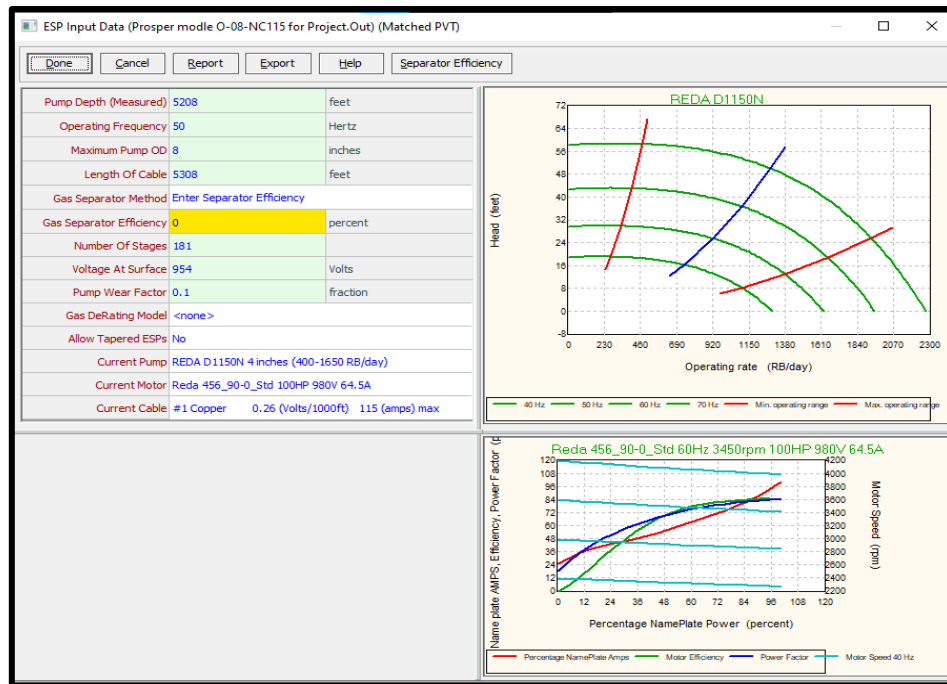 ESP Input Data (Prosper modle O-08-NC115 for Project.Out) (Matched PVT)
Done Cancel Report Export Help Separator Efficiency
Pump Depth (Measured) 5208 feet
Operating Frequency 50 Hertz
Maximum Pump OD 8 inches
Length Of Cable 5308 feet
Gas Separator Method Enter Separator Efficiency
Gas Separator Efficiency 0 percent
Number Of Stages 181
Voltage At Surface 954 Volts
Pump Wear Factor 0.1 fraction
Gas DeRating Model <none>
Allow Tapered ESPs No
Current Pump REDA D1150N 4 inches (400-1650 RB/day)
Current Motor Reda 456_90-0_Std 100HP 980V 64.5A
Current Cable #1 Copper 0.26 (Volts/1000ft) 115 (amps) max
REDA D1150N
72
64
56
48
40
32
24
16
8
0
-8
Head (feet)
0 230 460 690 920 1150 1380 1610 1840 2070 2300
Operating rate (RB/day)
40 Hz 50 Hz 60 Hz 70 Hz Min. operating range Max. operating range
Reda 456_90-0_Std 60Hz 3450rpm 100HP 980V 64.5A
120
108
96
84
72
60
48
36
24
12
0
Name plate AMPS, Efficiency, Power Factor (p
4200
4000
3800
3600
3400
3200
3000
2800
2600
2400
2200
Motor Speed (rpm)
0 12 24 36 48 60 72 84 96 108 120
Percentage NamePlate Power (percent)
Percentage NamePlate Amps Motor Efficiency Power Factor Motor Speed 40 Hz